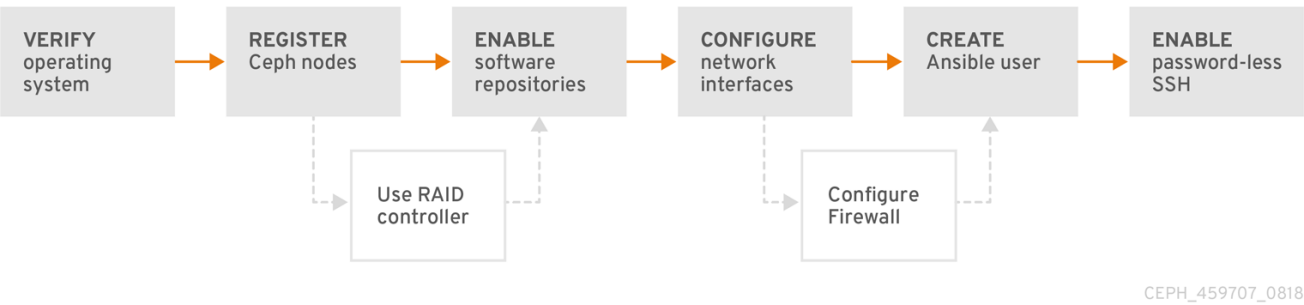 VERIFY
operating
system
REGISTER
Ceph nodes
ENABLE
software
repositories
CONFIGURE
network
interfaces
CREATE
Ansible user
ENABLE
password-less
SSH
Use RAID
controller
Configure
Firewall
CEPH_459707_0818